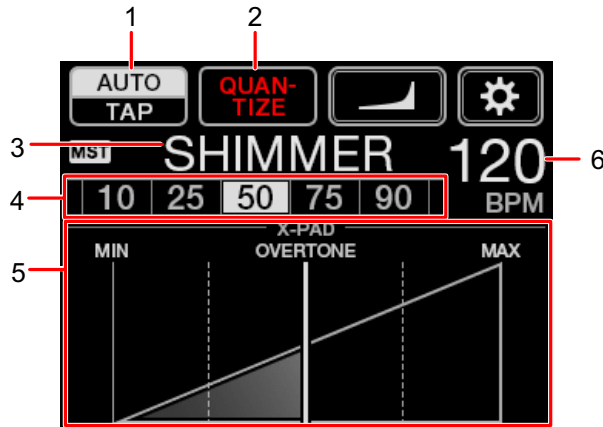 1
2
AUTO
TAP
QUAN-
TIZE
3
MST
SHIMMER
120
6
4
10 25 50 75 90
BPM
5
X-PAD
MIN
OVERTONE
MAX